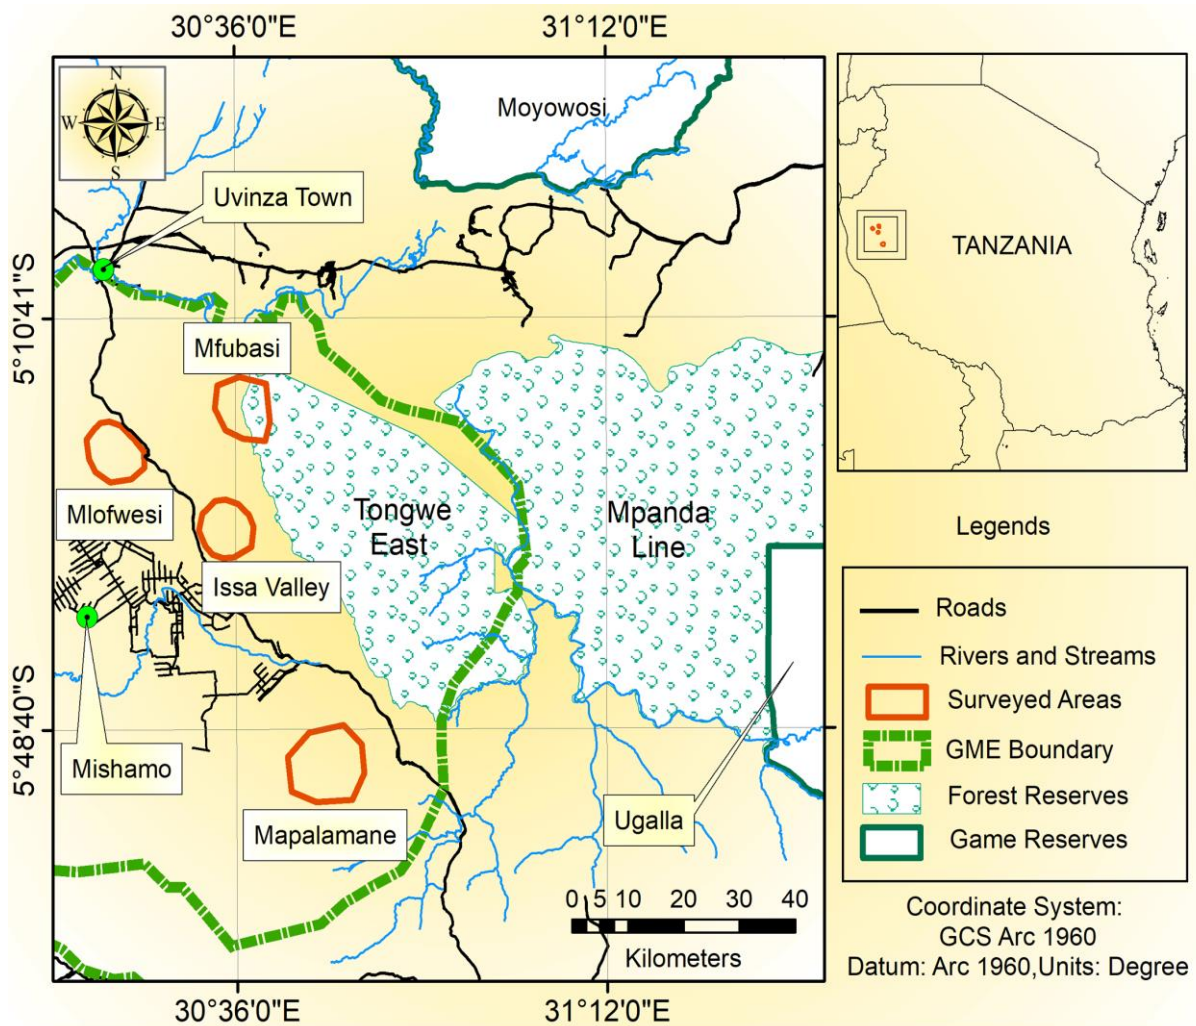 30°36'0"E
31°12'0"E
N
W
E
S
Moyowosi
Uvinza Town
TANZANIA
5°10'41"S
Mfubasi
Mlofwesi
Tongwe
East
Mpanda
Line
Issa Valley
5°48'40"S
Mishamo
Mapalamane
Ugalla
0 5 10 20 30 40
Kilometers
30°36'0"E
31°12'0"E
Legends
Roads
Rivers and Streams
Surveyed Areas
GME Boundary
Forest Reserves
Game Reserves
Coordinate System:
GCS Arc 1960
Datum: Arc 1960,Units: Degree